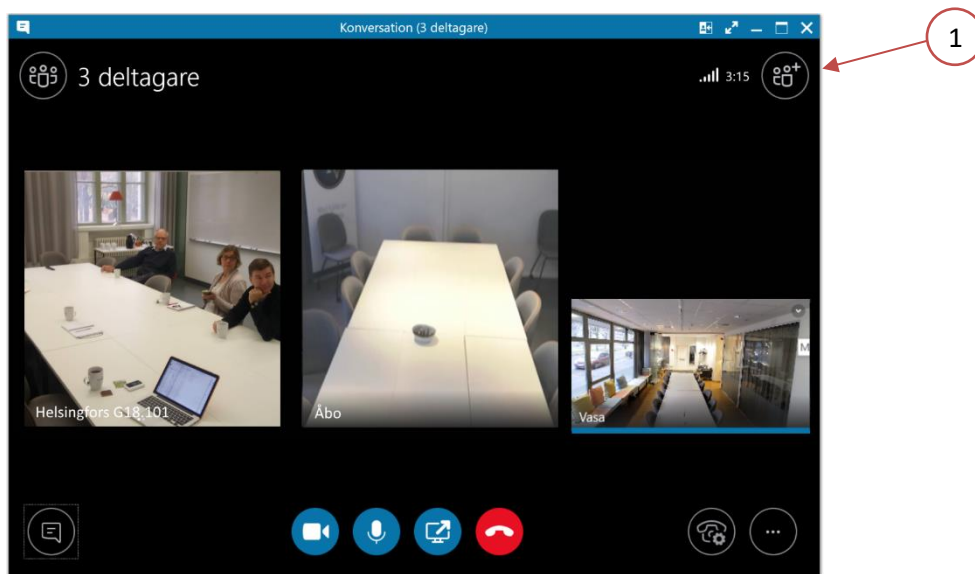 Konversation (3 deltagare)
1
3 deltagare
3:15
Helsingfors G18.101
Åbo
Vasa
M